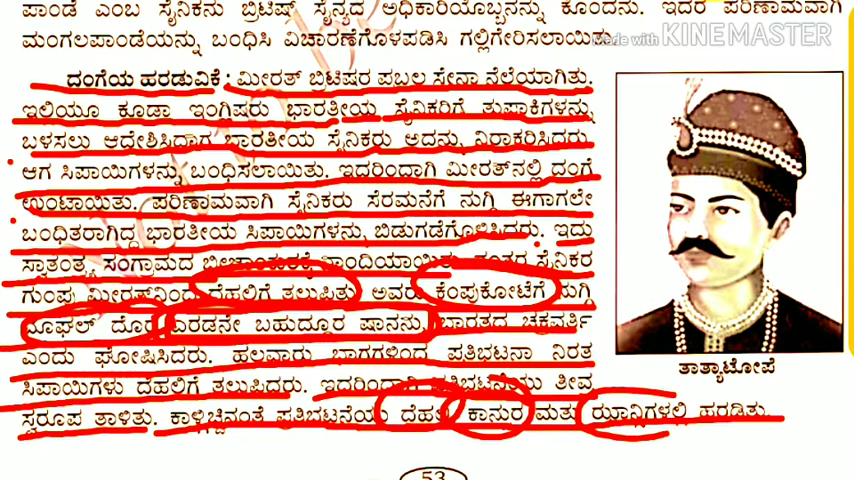 ಪಾಂಡೆ ಎಂಬ ಸೈನಿಕನು ಬ್ರಿಟಿಷ್ ಸೈನ್ಯದ ಅಧಿಕಾರಿಯೊಬ್ಬನನ್ನು ಕೊಂದನು. ಇದರ ಪರಿಣಾಮವಾಗಿ
ಮಂಗಲಪಾಂಡೆಯನ್ನು ಬಂಧಿಸಿ ವಿಚಾರಣೆಗೊಳಪಡಿಸಿ ಗಲ್ಲಿಗೇರಿಸಲಾಯಿತು.
Made with KINEMASTER
ದಂಗೆಯ ಹರಡುವಿಕೆ : ಮೀರತ್ ಬ್ರಿಟಿಷರ ಪ್ರಬಲ ಸೇನಾ ನೆಲೆಯಾಗಿತ್ತು.
ಇಲ್ಲಿಯೂ ಕೂಡಾ ಇಂಗ್ಲಿಷರು ಭಾರತೀಯ ಸೈನಿಕರಿಗೆ ತುಪಾಕಿಗಳನ್ನು
ಬಳಸಲು ಆದೇಶಿಸಿದ್ದಾಗ ಭಾರತೀಯ ಸೈನಿಕರು ಅದನ್ನು ನಿರಾಕರಿಸಿದರು.
ಆಗ ಸಿಪಾಯಿಗಳನ್ನು ಬಂಧಿಸಲಾಯಿತು. ಇದರಿಂದಾಗಿ ಮೀರತ್‌ನಲ್ಲಿ ದಂಗೆ
ಉಂಟಾಯಿತು. ಪರಿಣಾಮವಾಗಿ ಸೈನಿಕರು ಸೆರಮನೆಗೆ ನುಗ್ಗಿ ಈಗಾಗಲೇ
ಬಂಧಿತರಾಗಿದ್ದ ಭಾರತೀಯ ಸಿಪಾಯಿಗಳನ್ನು ಬಿಡುಗಡೆಗೊಳಿಸಿದರು. ಇದು
ಸ್ವಾತಂತ್ರ್ಯ ಸಂಗ್ರಾಮದ ನಾಂದಿಯಾಯಿತು. ಸೈನಿಕರ
ಗುಂಪು ಮೀರತ್‌ನಿಂದ ದೆಹಲಿಗೆ ತಲುಪಿತು ಅವರು ಕೆಂಪುಕೋಟೆಗೆ ನುಗ್ಗಿ
ಮೊಘಲ್ ದೊರೆ ಎರಡನೇ ಬಹದ್ದೂರ ಷಾನನ್ನು ಭಾರತದ ಚಕ್ರವರ್ತಿ
ಎಂದು ಘೋಷಿಸಿದರು. ಹಲವಾರು ಭಾಗಗಳಿಂದ ಪ್ರತಿಭಟನಾ ನಿರತ
ಸಿಪಾಯಿಗಳು ದೆಹಲಿಗೆ ತಲುಪಿದರು. ಇದರಿಂದಾಗಿ ಪ್ರತಿಭಟನೆಯು ತೀವ್ರ
ಸ್ವರೂಪ ತಾಳಿತು. ಕಾಳ್ಗಿಚ್ಚಿನಂತೆ ಪ್ರತಿಭಟನೆಯು ದೆಹಲಿ ಕಾನುರ ಮತ್ತು ಝಾನ್ಸಿಗಳಲ್ಲಿ ಹರಡಿತು.
ತಾತ್ಯಾಟೋಪೆ
53